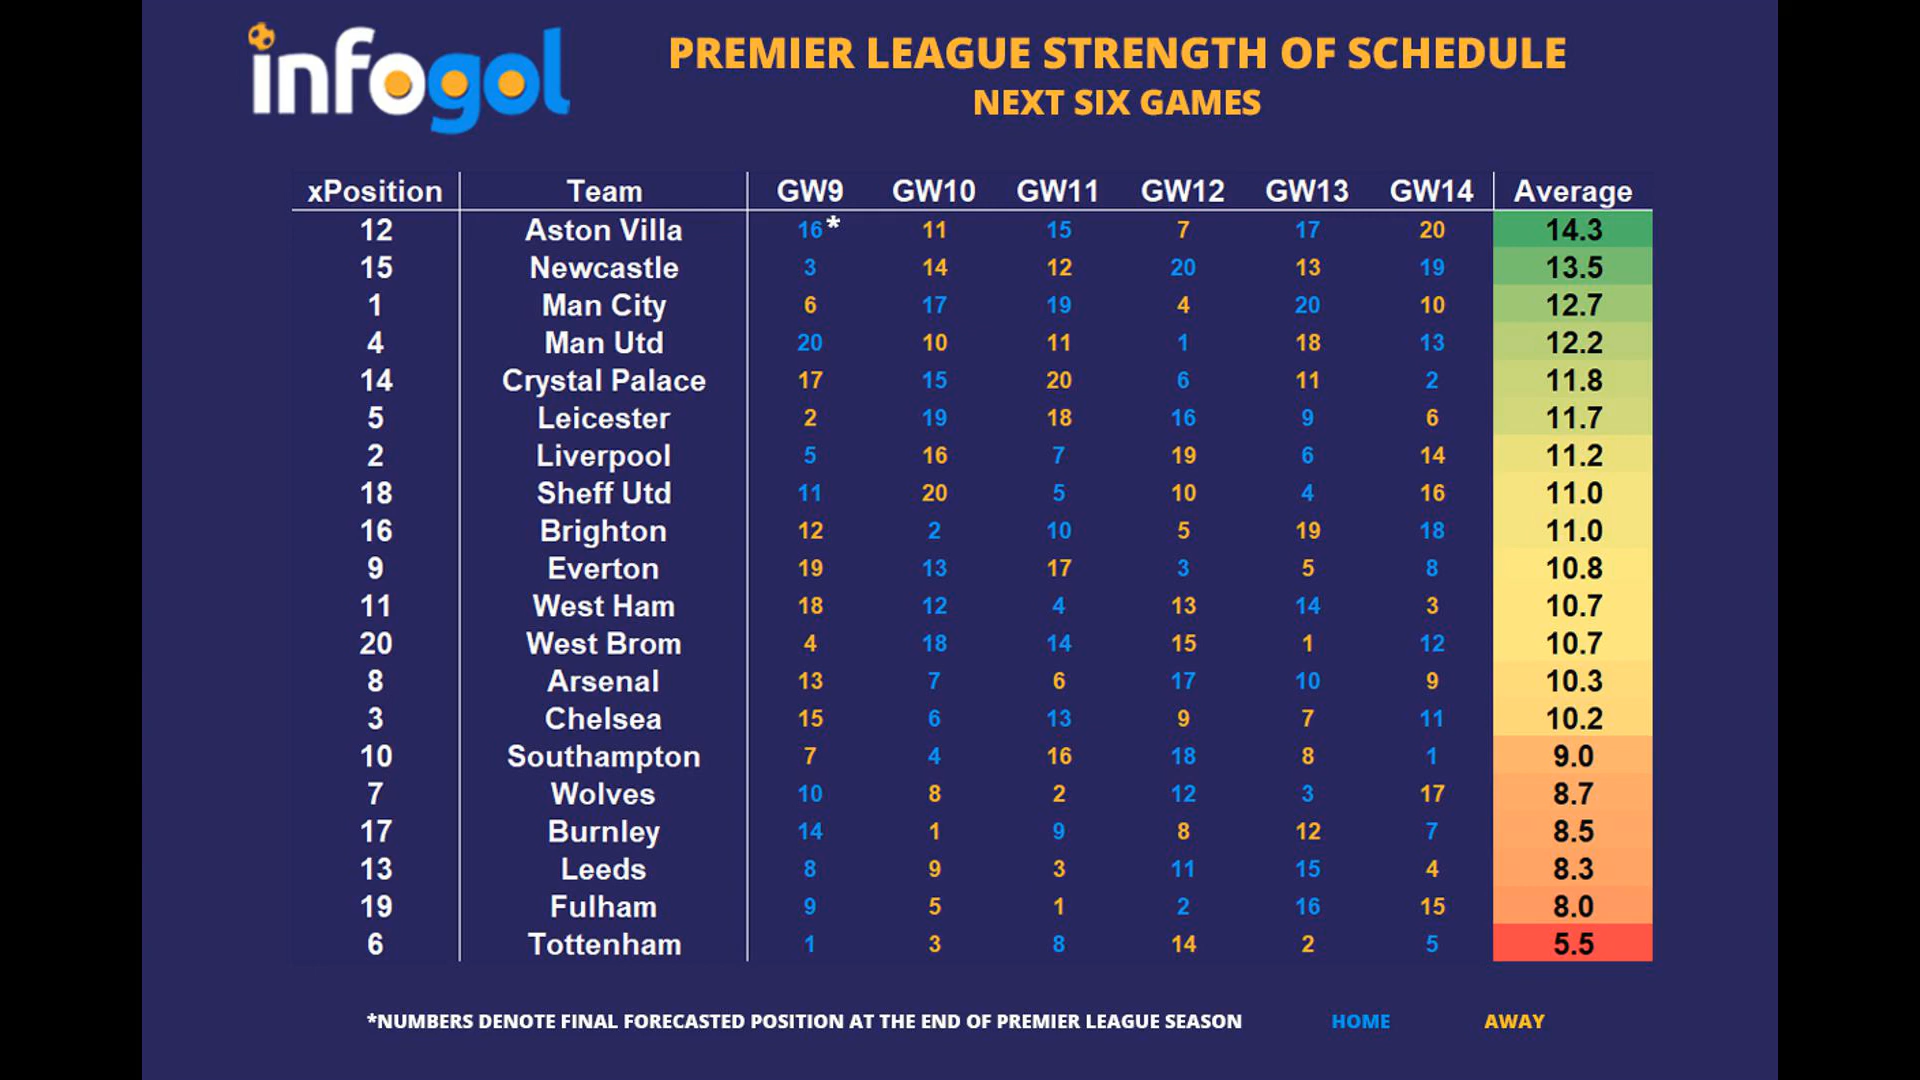 infogol
PREMIER LEAGUE STRENGTH OF SCHEDULE
NEXT SIX GAMES
xPosition Team GW9 GW10 GW11 GW12 GW13 GW14 Average
12 Aston Villa 16* 11 15 7 17 20 14.3
15 Newcastle 3 14 12 20 13 19 13.5
1 Man City 6 17 19 4 20 10 12.7
4 Man Utd 20 10 11 1 18 13 12.2
14 Crystal Palace 17 15 20 6 11 2 11.8
5 Leicester 2 19 18 16 9 6 11.7
2 Liverpool 5 16 7 19 6 14 11.2
18 Sheff Utd 11 20 5 10 4 16 11.0
16 Brighton 12 2 10 5 19 18 11.0
9 Everton 19 13 17 3 5 8 10.8
11 West Ham 18 12 4 13 14 3 10.7
20 West Brom 4 18 14 15 1 12 10.7
8 Arsenal 13 7 6 17 10 9 10.3
3 Chelsea 15 6 13 9 7 11 10.2
10 Southampton 7 4 16 18 8 1 9.0
7 Wolves 10 8 2 12 3 17 8.7
17 Burnley 14 1 9 8 12 7 8.5
13 Leeds 8 9 3 11 15 4 8.3
19 Fulham 9 5 1 2 16 15 8.0
6 Tottenham 1 3 8 14 2 5 5.5
*NUMBERS DENOTE FINAL FORECASTED POSITION AT THE END OF PREMIER LEAGUE SEASON HOME AWAY